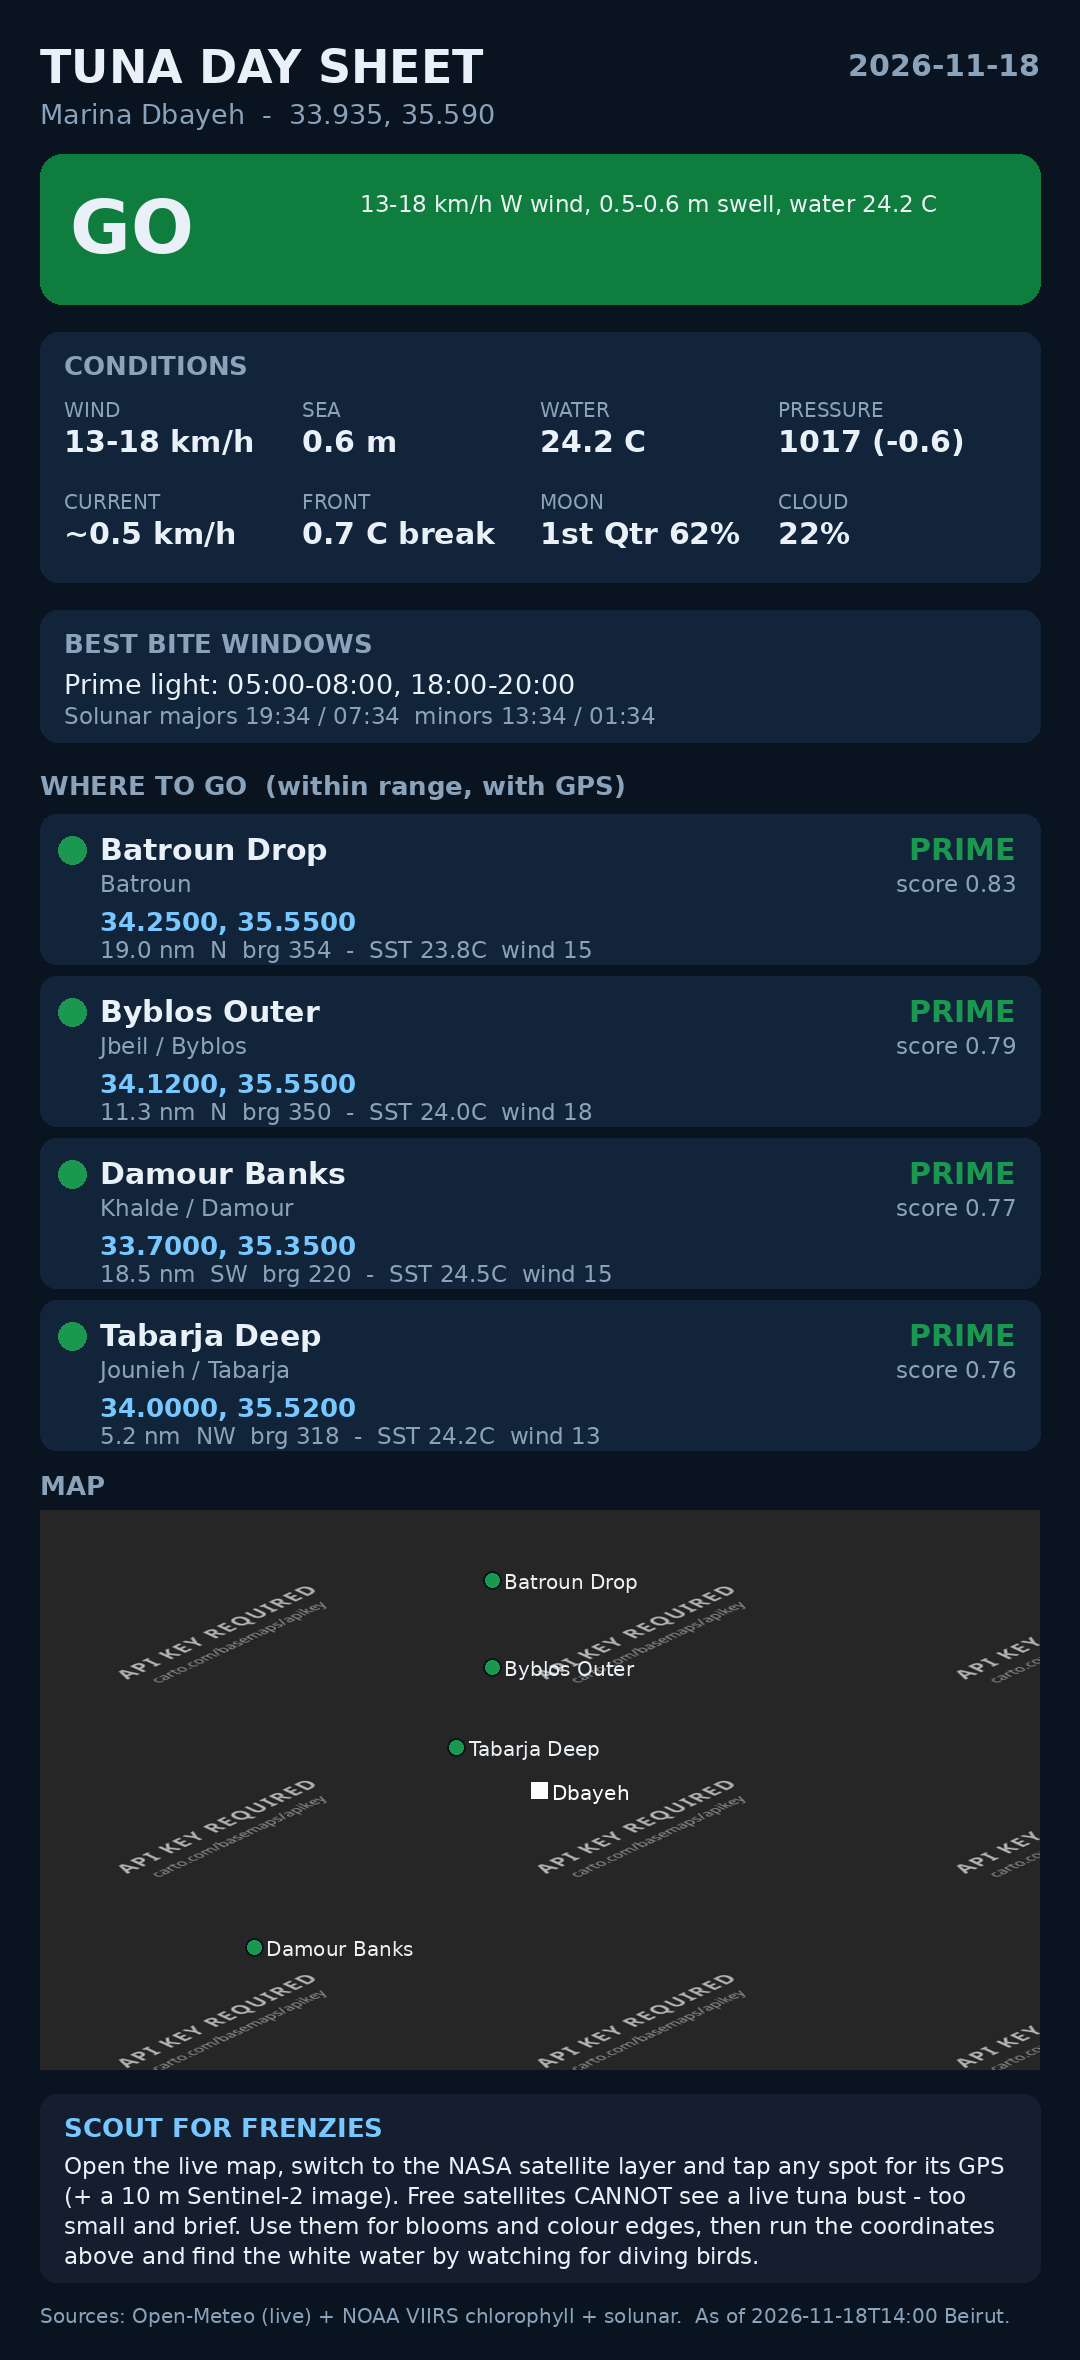 TUNA DAY SHEET
2026-11-18
Marina Dbayeh  -  33.935, 35.590
GO
13-18 km/h W wind, 0.5-0.6 m swell, water 24.2 C
CONDITIONS
WIND SEA WATER PRESSURE
13-18 km/h 0.6 m 24.2 C 1017 (-0.6)
CURRENT FRONT MOON CLOUD
~0.5 km/h 0.7 C break 1st Qtr 62% 22%
BEST BITE WINDOWS
Prime light: 05:00-08:00, 18:00-20:00
Solunar majors 19:34 / 07:34  minors 13:34 / 01:34
WHERE TO GO  (within range, with GPS)
Batroun Drop PRIME
Batroun score 0.83
34.2500, 35.5500
19.0 nm  N  brg 354  -  SST 23.8C  wind 15
Byblos Outer PRIME
Jbeil / Byblos score 0.79
34.1200, 35.5500
11.3 nm  N  brg 350  -  SST 24.0C  wind 18
Damour Banks PRIME
Khalde / Damour score 0.77
33.7000, 35.3500
18.5 nm  SW  brg 220  -  SST 24.5C  wind 15
Tabarja Deep PRIME
Jounieh / Tabarja score 0.76
34.0000, 35.5200
5.2 nm  NW  brg 318  -  SST 24.2C  wind 13
MAP
Batroun Drop
API KEY REQUIRED
carto.com/basemaps/apikey
API KEY REQUIRED
carto.com/basemaps/apikey
API KEY
Byblos Outer
Tabarja Deep
Dbayeh
API KEY REQUIRED
carto.com/basemaps/apikey
API KEY REQUIRED
carto.com/basemaps/apikey
API KEY
Damour Banks
API KEY REQUIRED
carto.com/basemaps/apikey
API KEY REQUIRED
carto.com/basemaps/apikey
API KEY
SCOUT FOR FRENZIES
Open the live map, switch to the NASA satellite layer and tap any spot for its GPS
(+ a 10 m Sentinel-2 image). Free satellites CANNOT see a live tuna bust - too
small and brief. Use them for blooms and colour edges, then run the coordinates
above and find the white water by watching for diving birds.
Sources: Open-Meteo (live) + NOAA VIIRS chlorophyll + solunar.  As of 2026-11-18T14:00 Beirut.